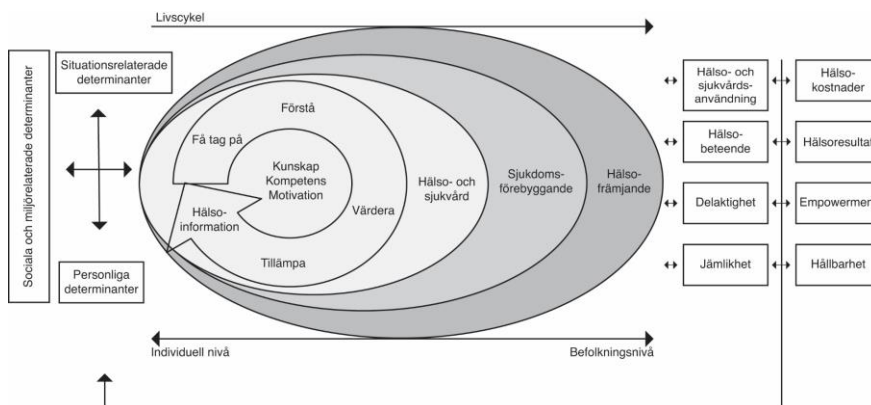 Livscykel
Sociala och miljörelaterade determinanter
Situationsrelaterade
determinanter
Personliga
determinanter
Förstå
Få tag på
Kunskap
Kompetens
Motivation
Hälso-
information
Värdera
Tillämpa
Hälso- och
sjukvård
Sjukdoms-
förebyggande
Hälso-
främjande
Individuell nivå
Befolkningsnivå
Hälso- och
sjukvårds-
användning
Hälso-
kostnader
Hälso-
beteende
Hälsoresultat
Delaktighet
Empowermen
Jämlikhet
Hållbarhet